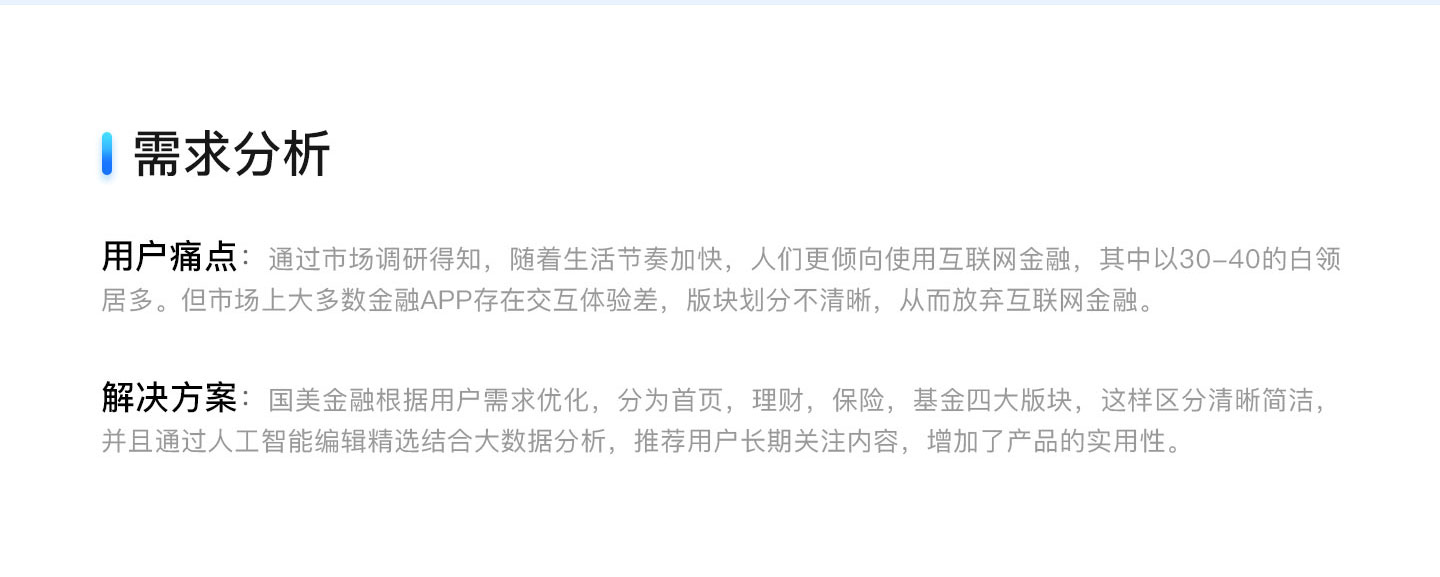 需求分析
用户痛点：通过市场调研得知，随着生活节奏加快，人们更倾向使用互联网金融，其中以30-40的白领
居多。但市场上大多数金融APP存在交互体验差，版块划分不清晰，从而放弃互联网金融。
解决方案：国美金融根据用户需求优化，分为首页，理财，保险，基金四大版块，这样区分清晰简洁，
并且通过人工智能编辑精选结合大数据分析，推荐用户长期关注内容，增加了产品的实用性。